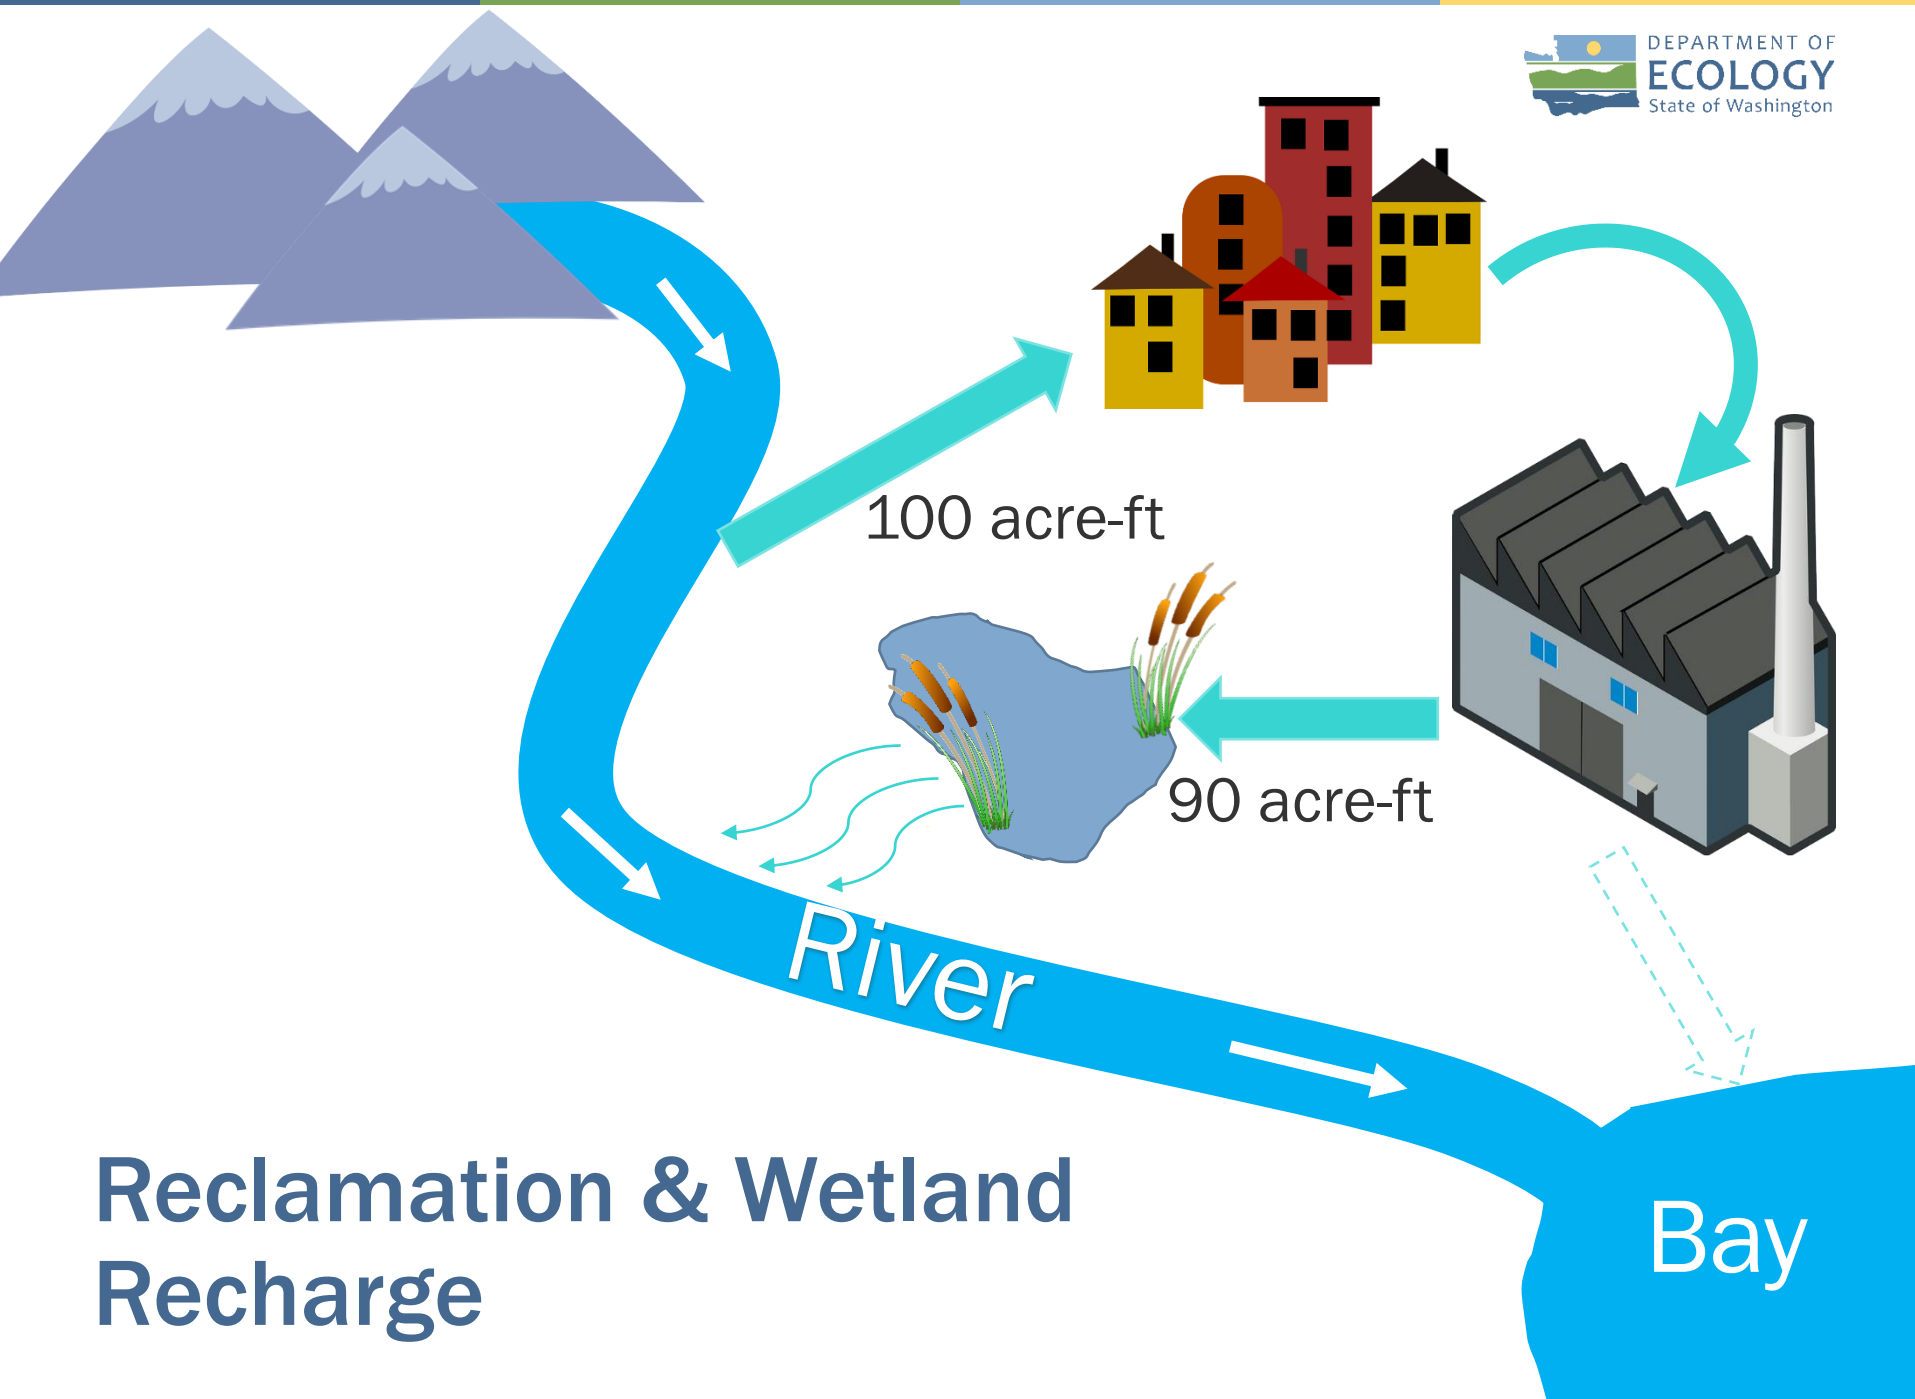 DEPARTMENT OF
ECOLOGY
State of Washington
100 acre-ft
90 acre-ft
River
Bay
Reclamation & Wetland
Recharge